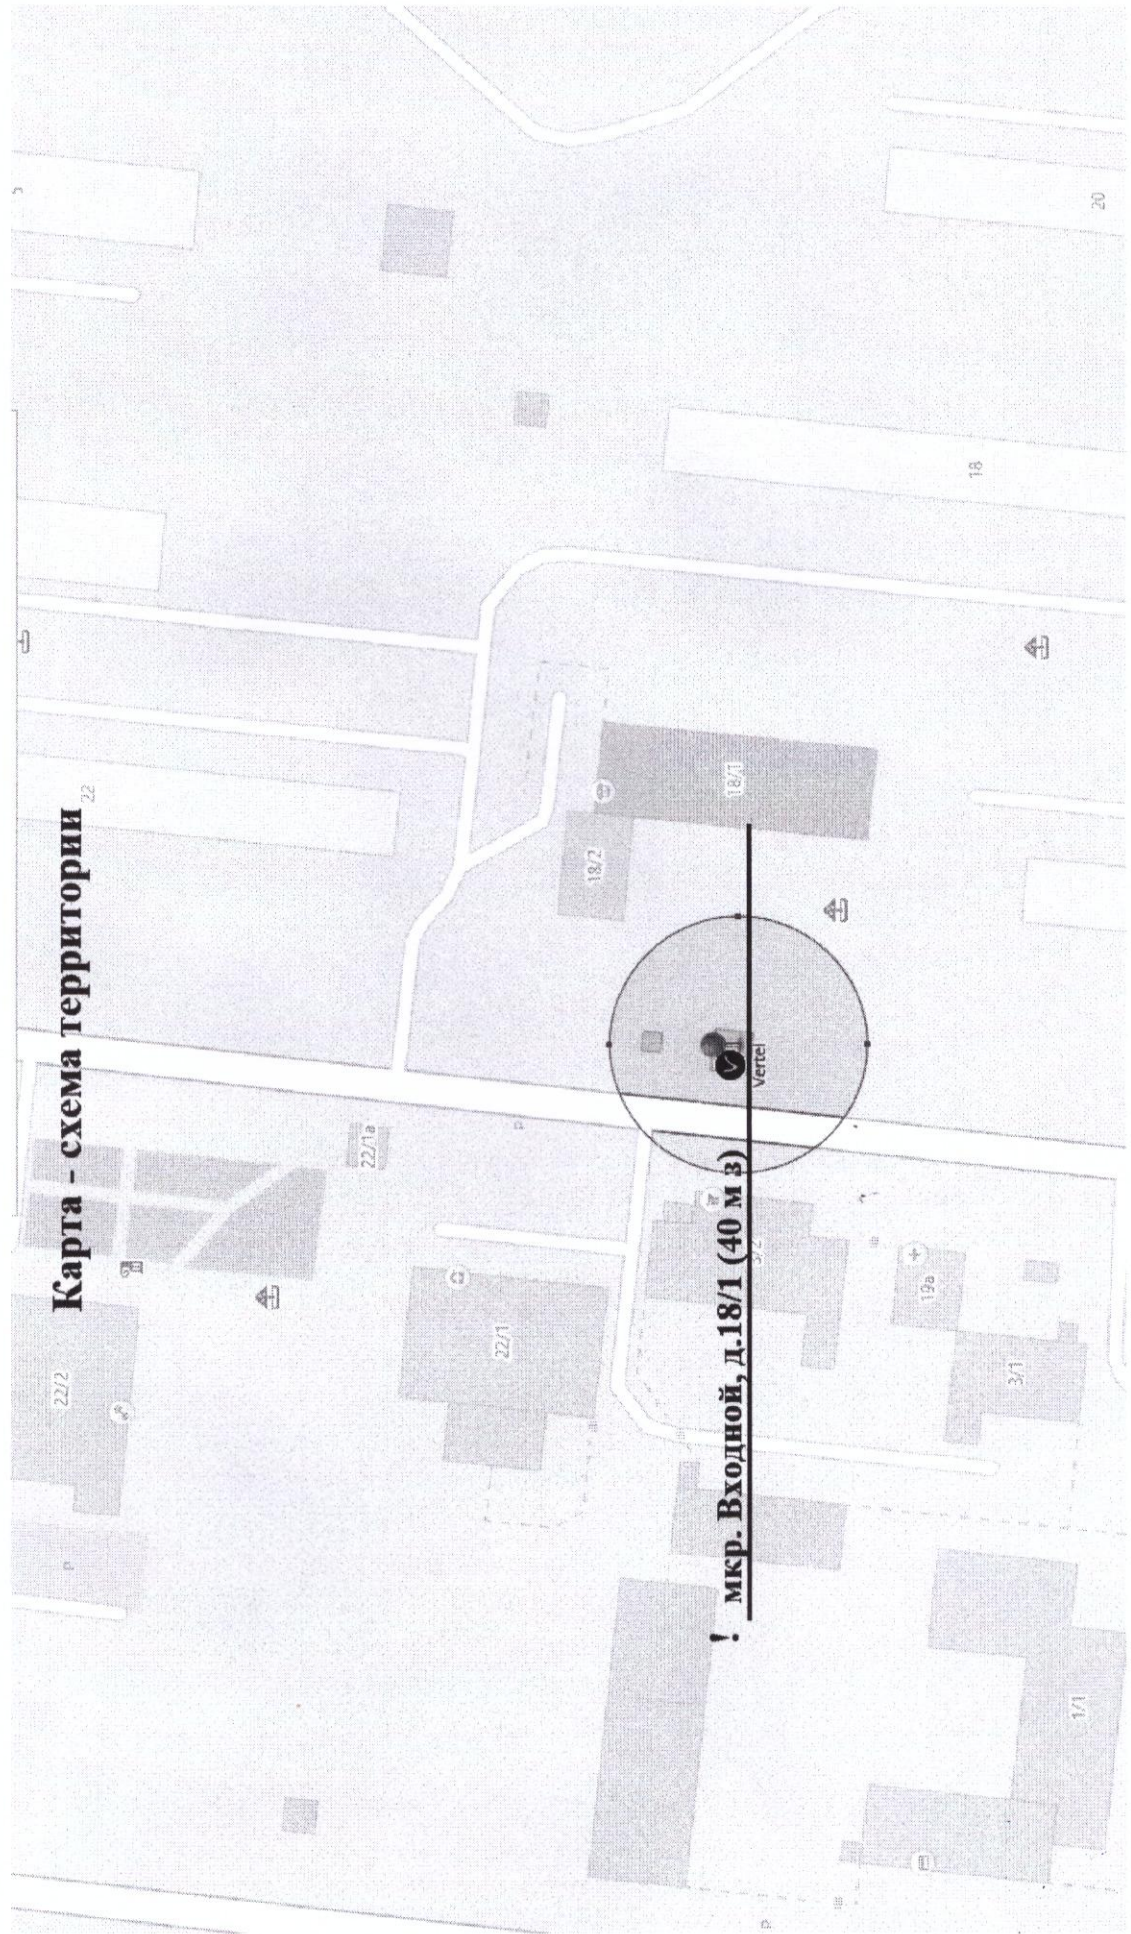 Карта - схема территории
22
22/2
22/1а
22/1
18/2
18/1
18
20
Vertel
! мкр. Входной, д.18/1 (40 м з)
3/2
19а
3/1
1/1
P
P
P